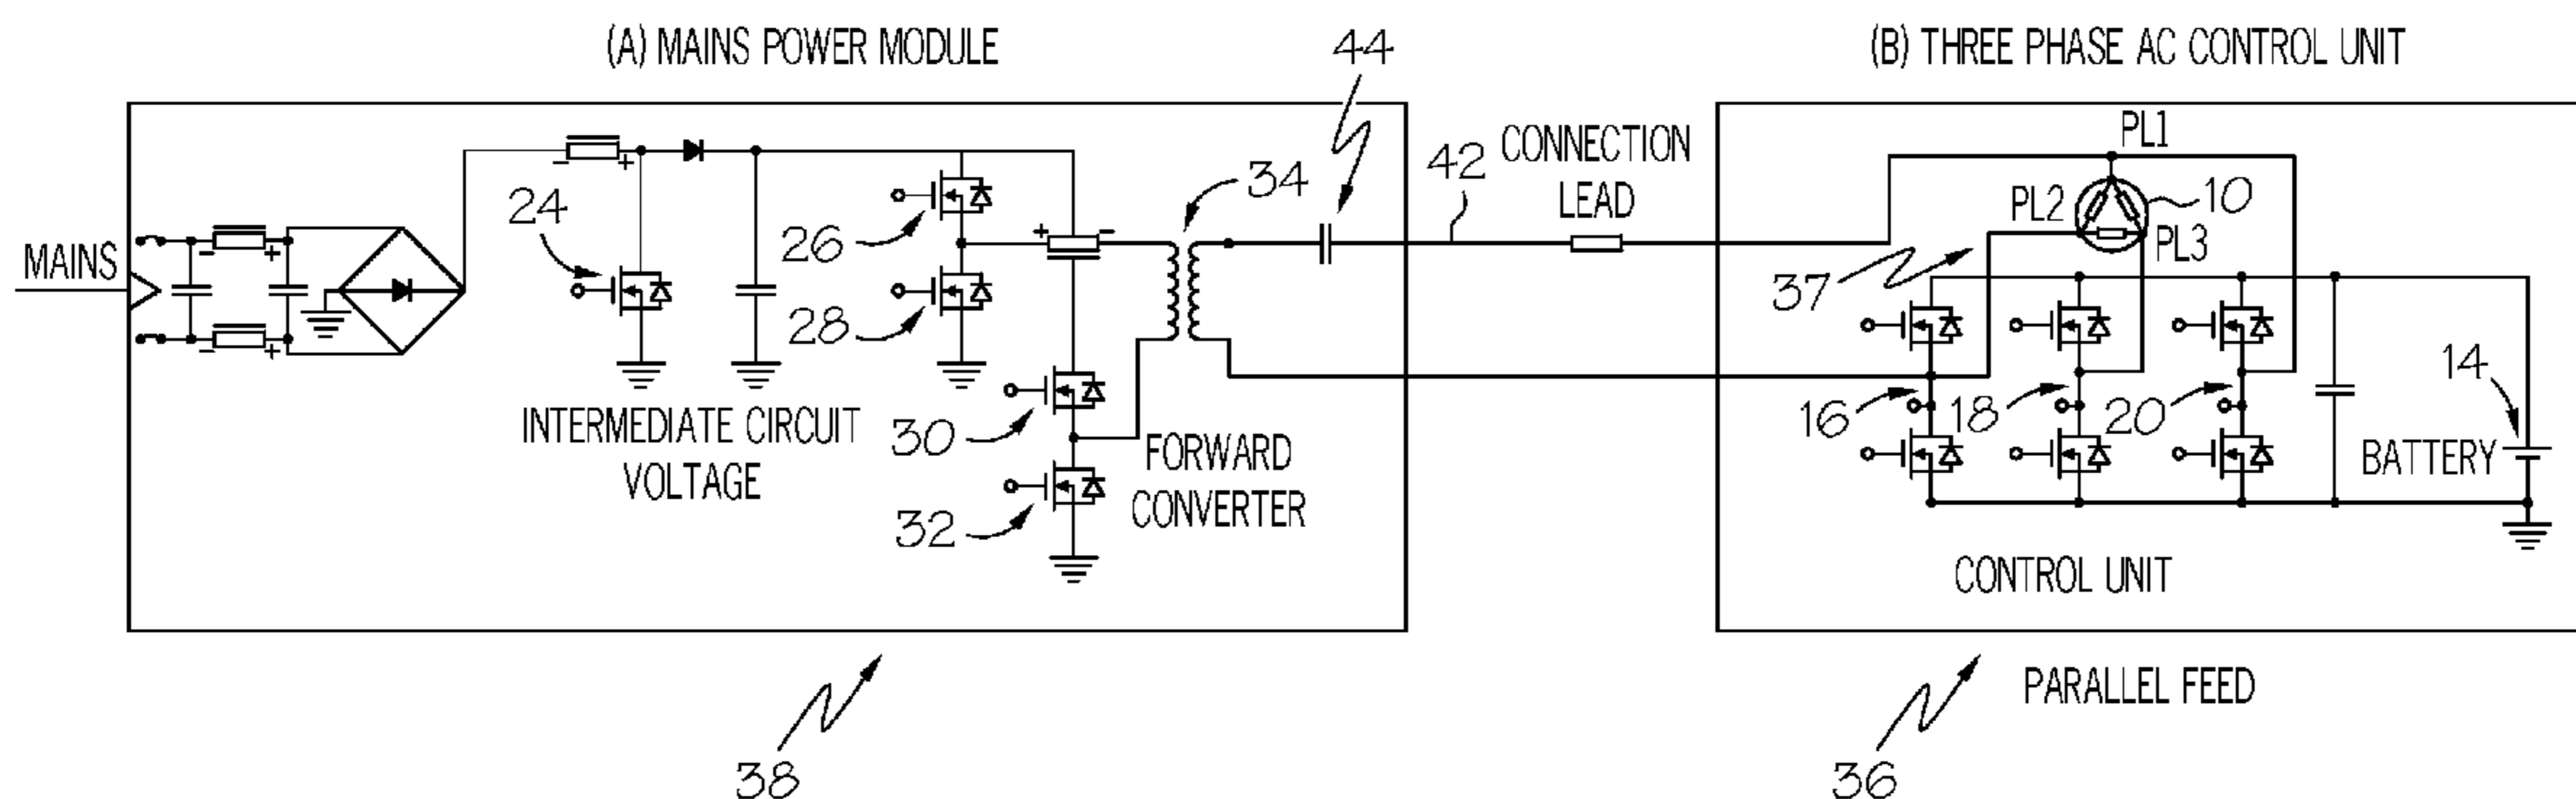 (A) MAINS POWER MODULE
44
(B) THREE PHASE AC CONTROL UNIT
MAINS
24
26
28
34
42
CONNECTION
LEAD
PL1
PL2
10
PL3
37
INTERMEDIATE CIRCUIT
VOLTAGE
30
32
FORWARD
CONVERTER
16
18
20
14
BATTERY
CONTROL UNIT
38
36
PARALLEL FEED